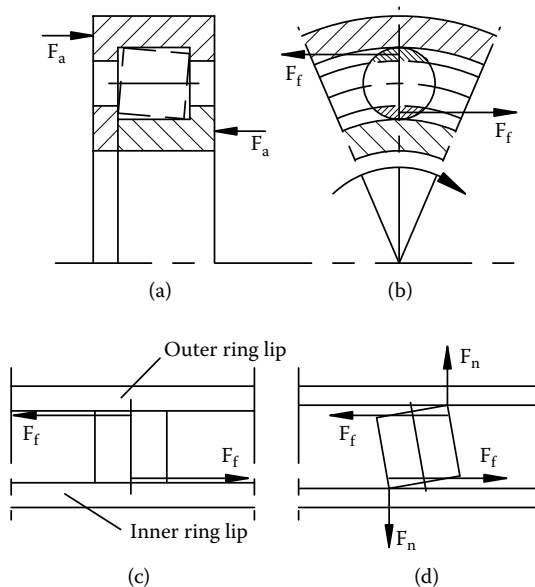 F_a
F_f
F_f
F_a
(a)
(b)
Outer ring lip
F_n
F_f
F_f
F_f
F_f
Inner ring lip
F_n
(c)
(d)